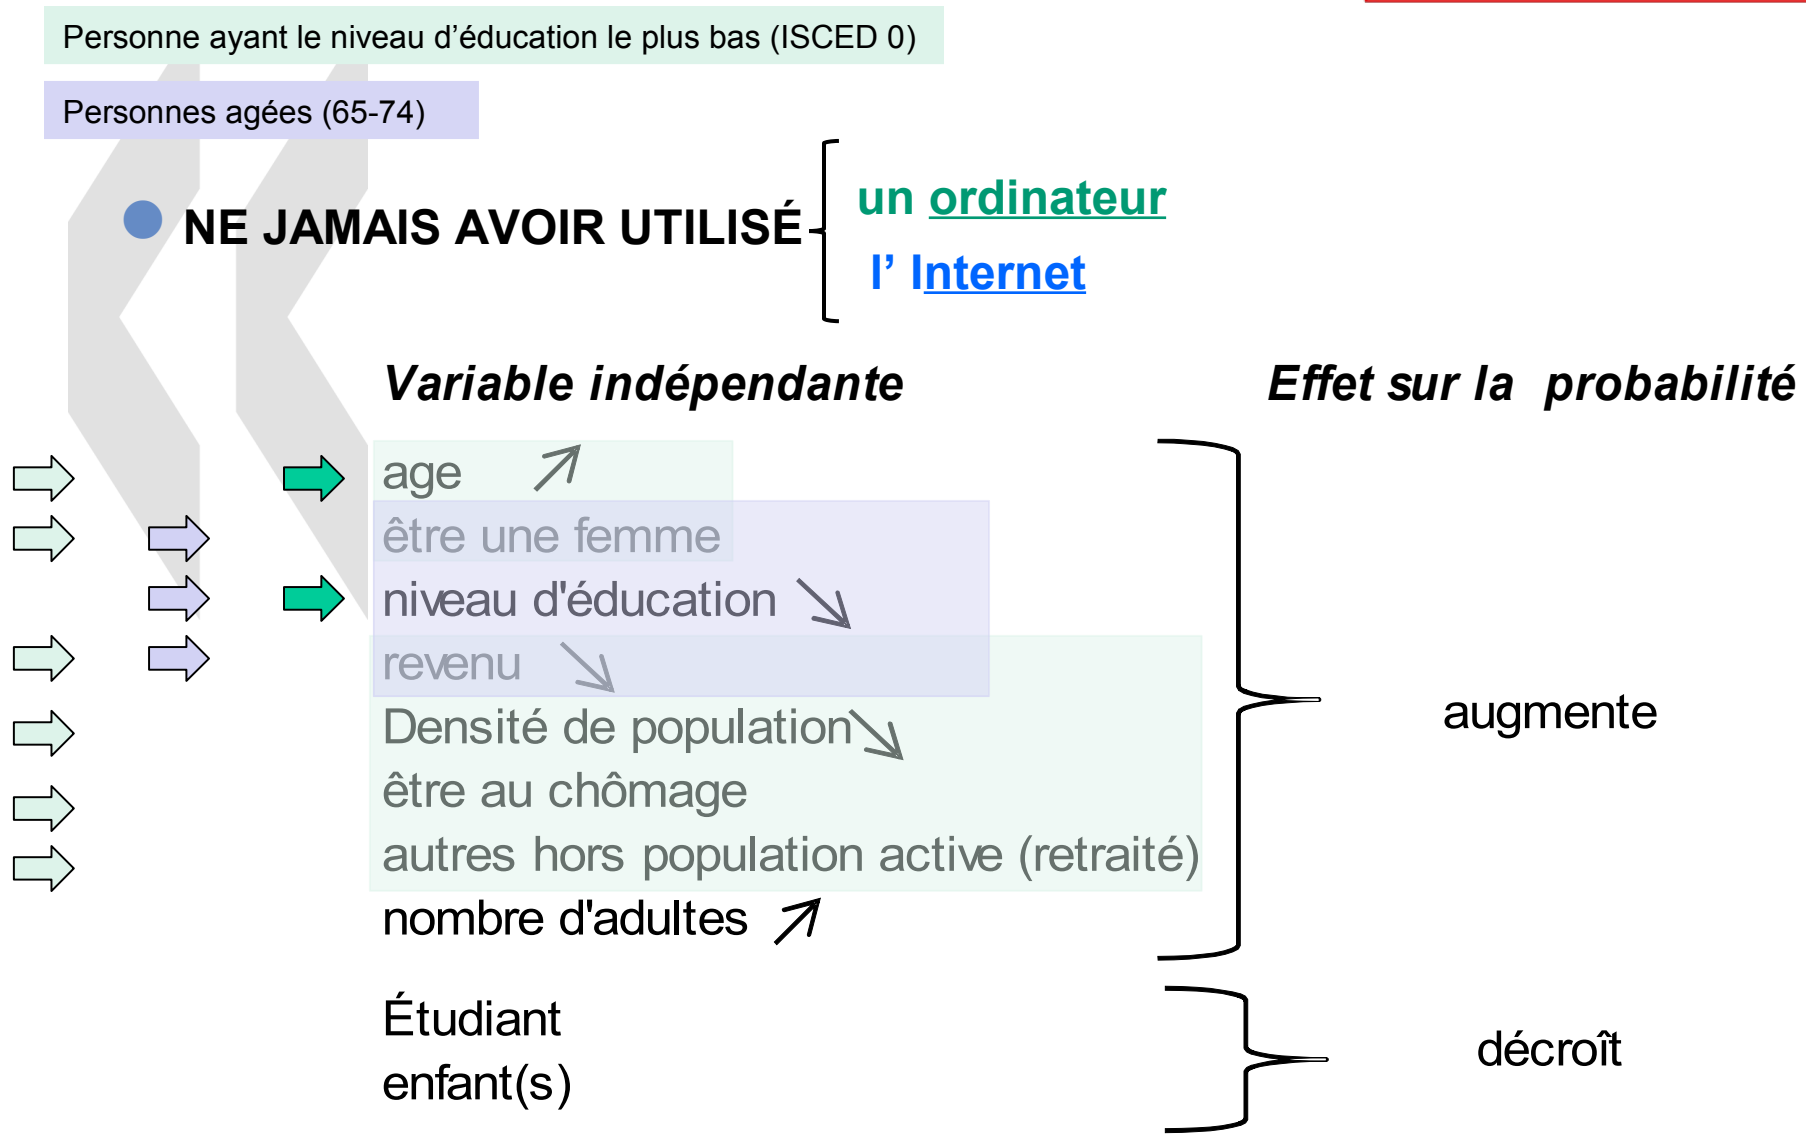 Personne ayant le niveau d’éducation le plus bas (ISCED 0)
Personnes agées (65-74)
NE JAMAIS AVOIR UTILISÉ
un ordinateur
l’ Internet
Variable indépendante
Effet sur la probabilité
age
être une femme
niveau d'éducation
revenu
Densité de population
être au chômage
autres hors population active (retraité)
nombre d'adultes
augmente
Étudiant
enfant(s)
décroît